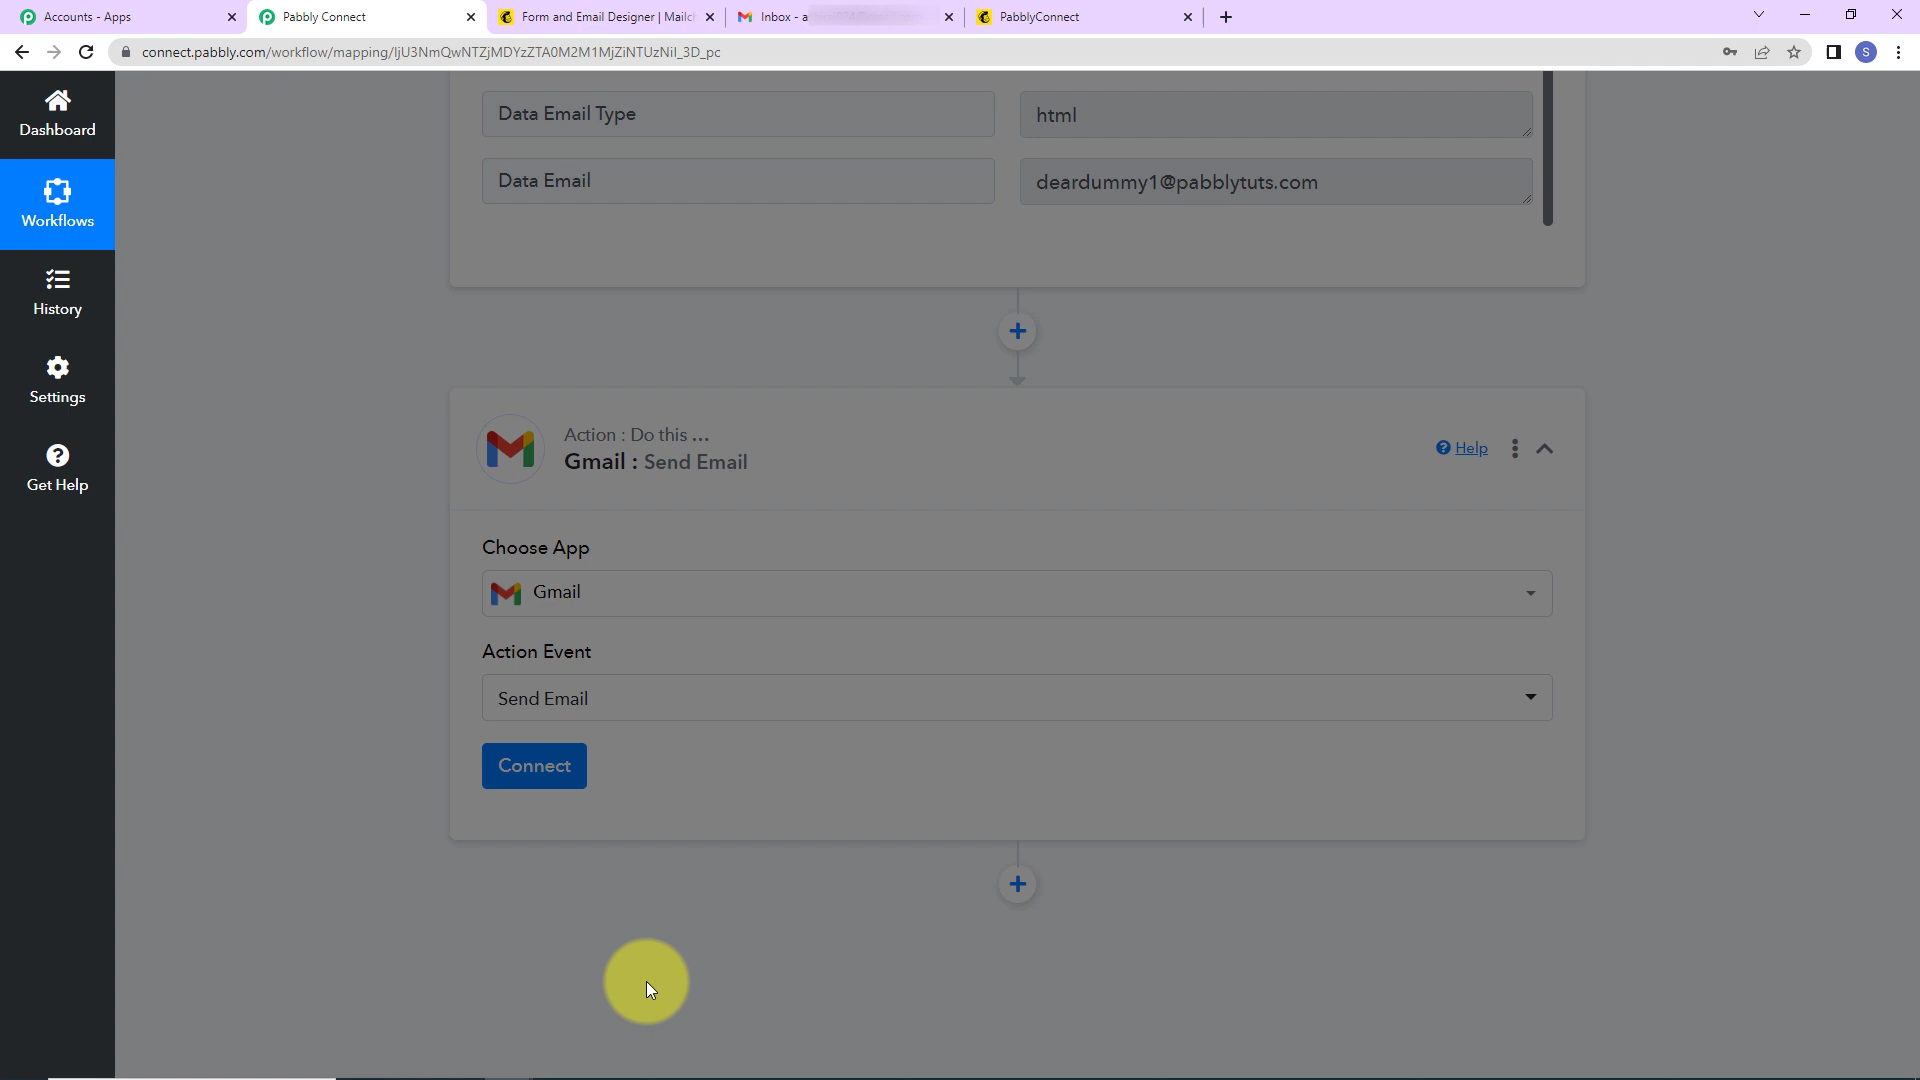 Accounts - Apps
Pabbly Connect
Form and Email Designer | Mailch
Inbox - a
PabblyConnect
connect.pabbly.com/workflow/mapping/IjU3NmQwNTZjMDYzZTA0M2M1MjZiNTUzNiI_3D_pc
S
Dashboard
Workflows
History
Settings
Get Help
Data Email Type
html
Data Email
deardummy1@pabblytuts.com
Action : Do this ...
Gmail : Send Email
Help
Choose App
Gmail
Action Event
Send Email
Connect